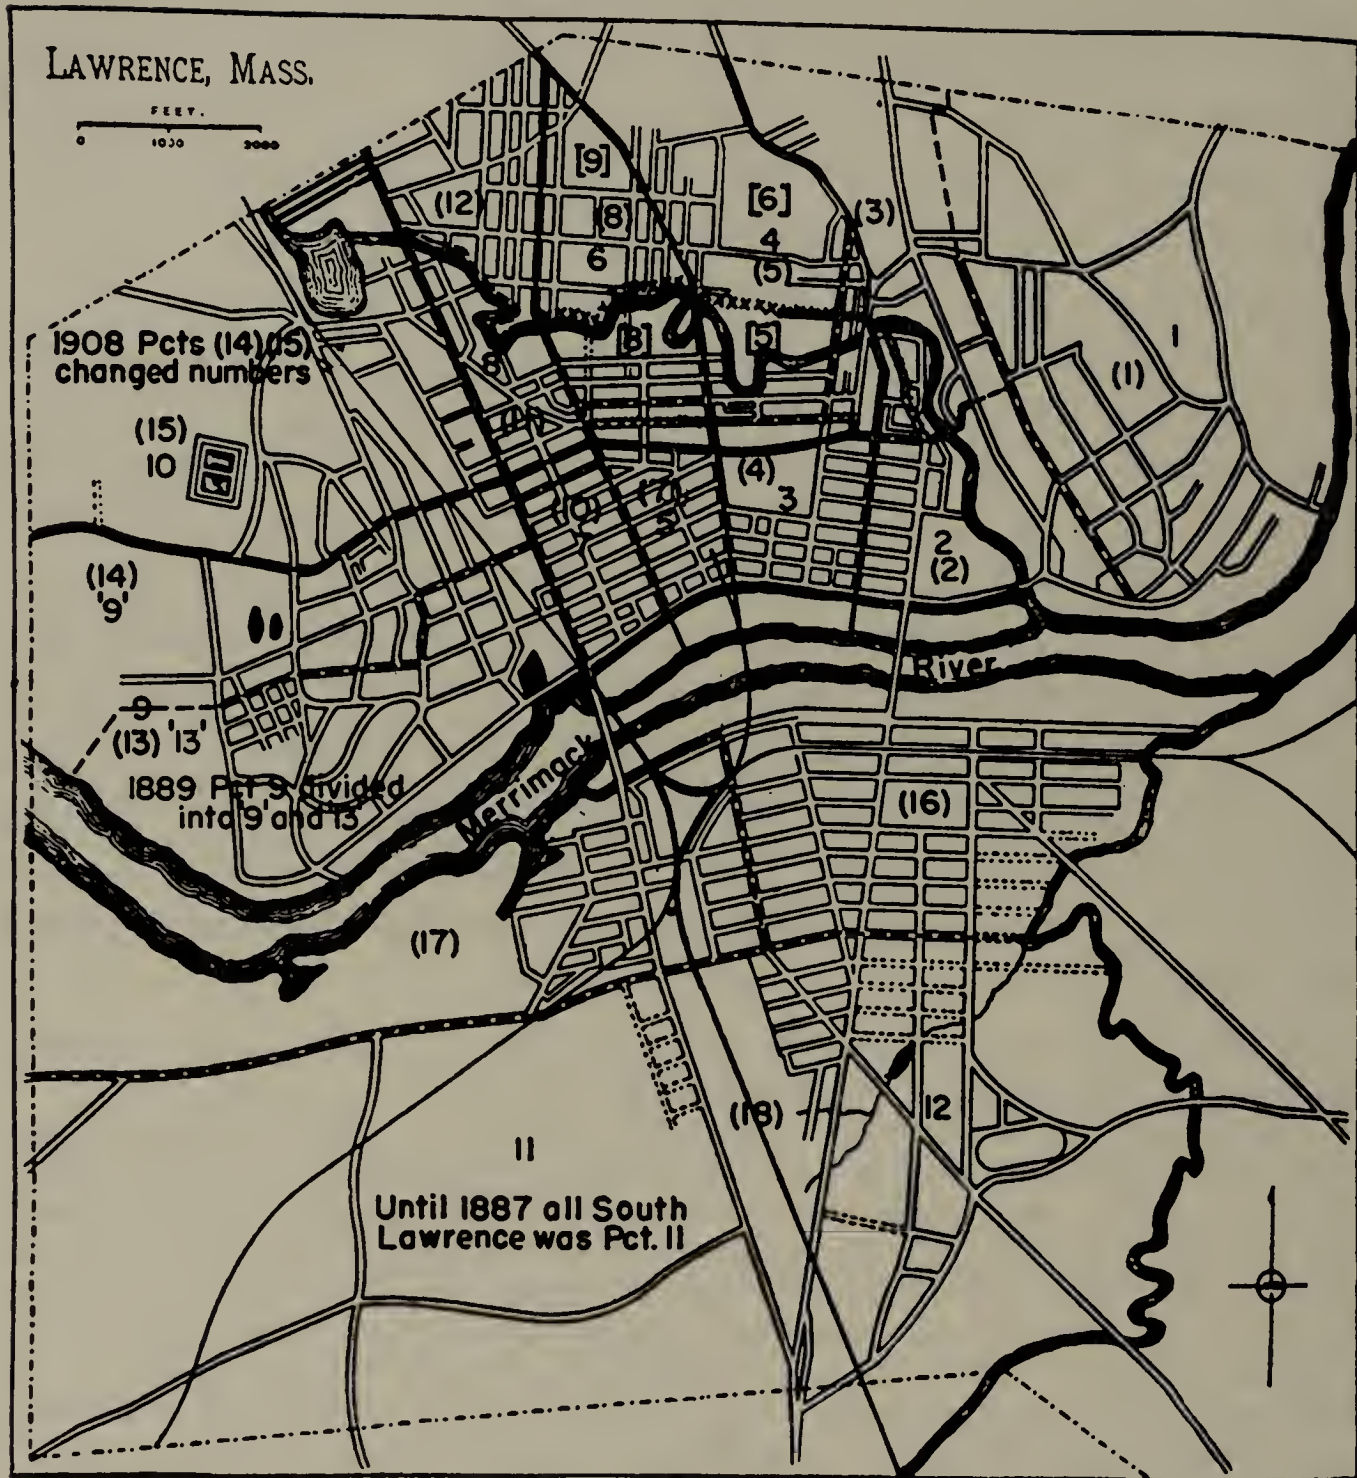 LAWRENCE, MASS.
FEET.
0 1000 2000
[9]
(12)
(8)
6
[6]
4
(5)
(3)
1
(1)
1908 Pcts (14)(15)
changed numbers
[8]
[5]
8
(15)
10
(4)
3
(10)
(7)
5
2
(2)
(14)
'9'
River
9
(13) '13'
1889 Pct 9 divided
into '9' and '13'
Merrimack
(16)
(17)
(18)
12
11
Until 1887 all South
Lawrence was Pct. 11